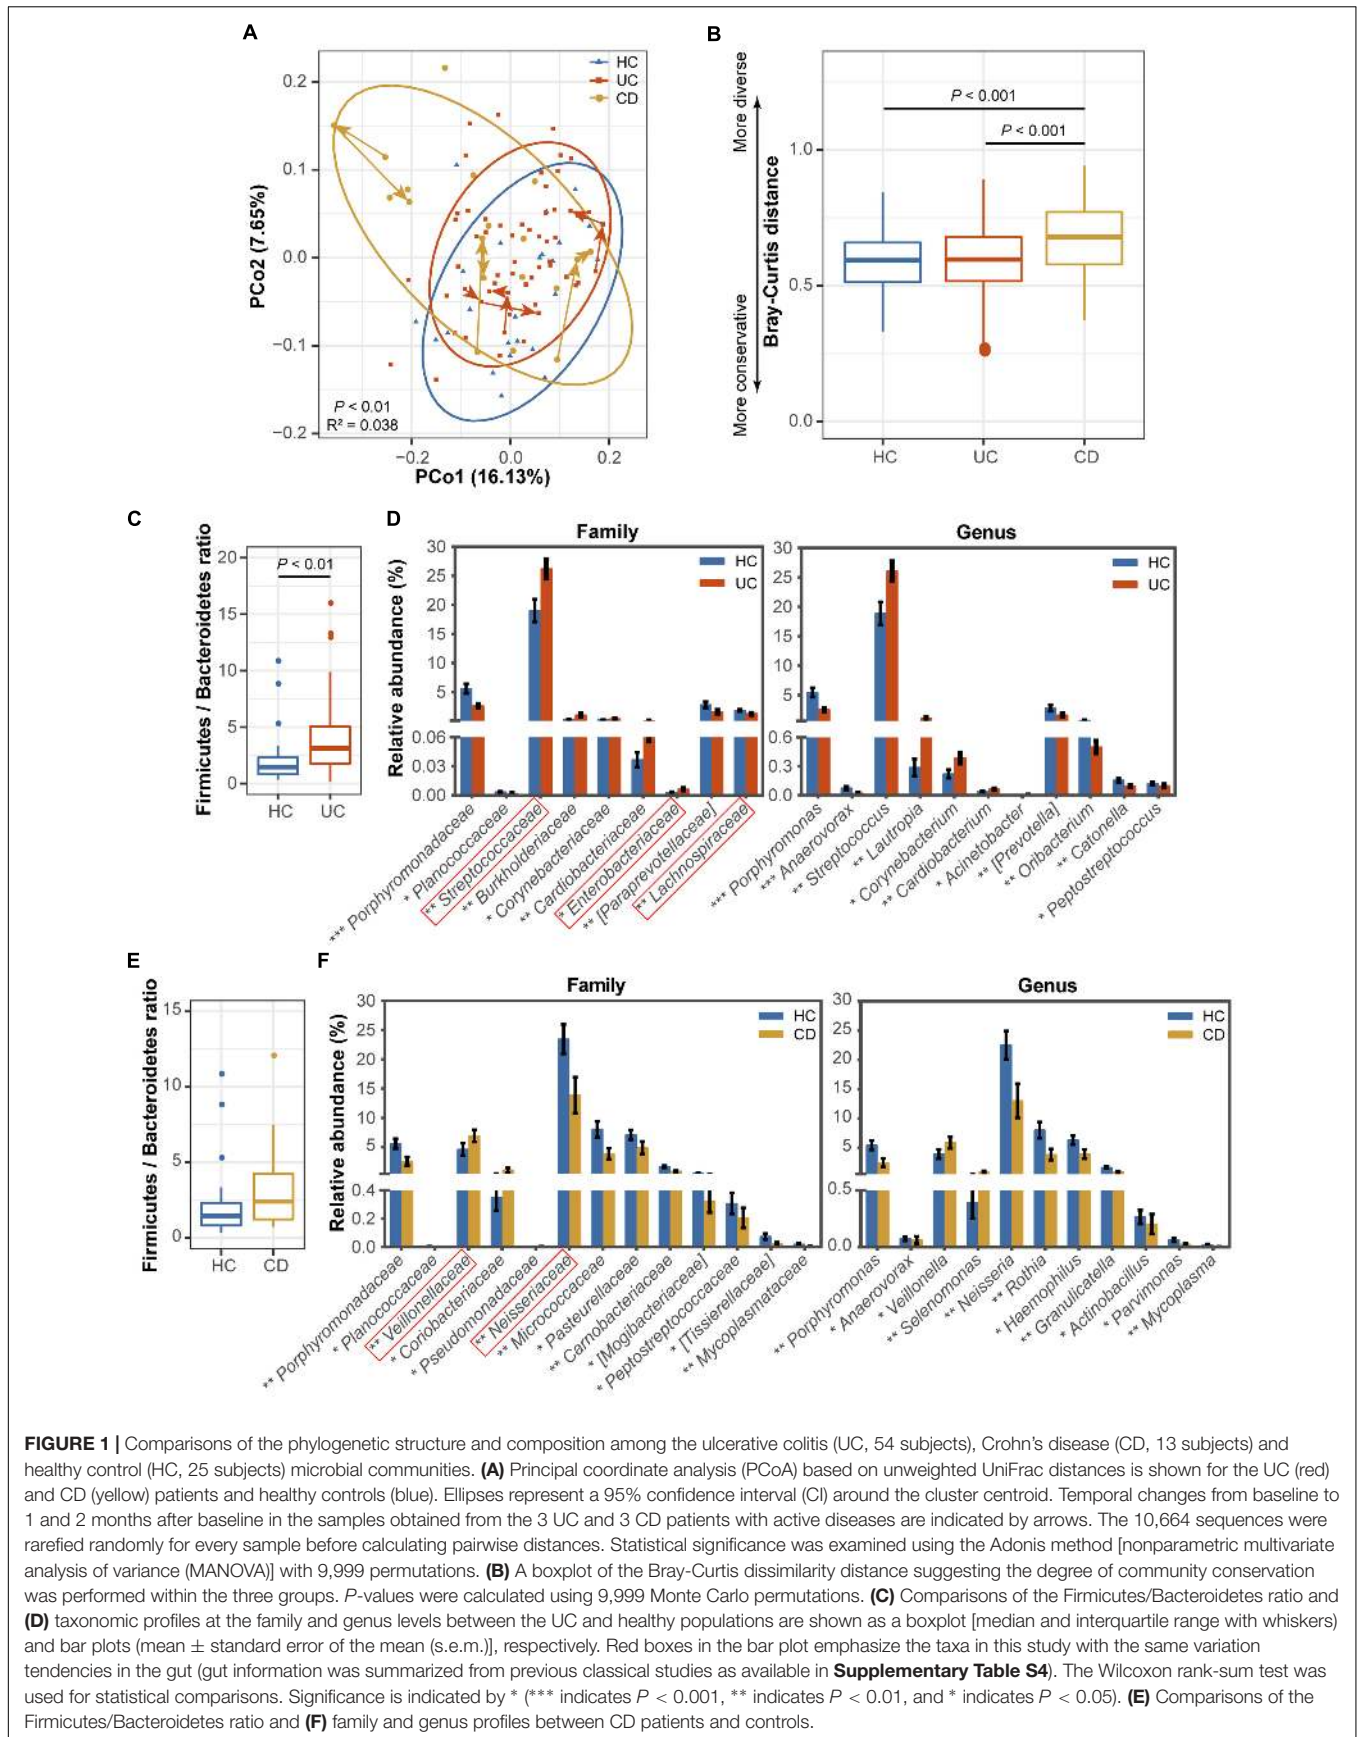 A
HC
UC
CD
0.2
0.1
0.0
−0.1
−0.2
PCo2 (7.65%)
P < 0.01
R² = 0.038
−0.2
0.0
0.2
PCo1 (16.13%)
B
More diverse
More conservative
Bray-Curtis distance
P < 0.001
P < 0.001
1.0
0.5
0.0
HC
UC
CD
C
Firmicutes / Bacteroidetes ratio
20
15
10
5
0
P < 0.01
HC
UC
D
Family
Relative abundance (%)
30
25
20
15
10
5
0.06
0.03
0.00
HC
UC
*** Porphyromonadaceae
* Planococcaceae
** Streptococcaceae
** Burkholderiaceae
* Corynebacteriaceae
** Cardiobacteriaceae
* Enterobacteriaceae
** [Paraprevotellaceae]
** Lachnospiraceae
Genus
30
25
20
15
10
5
0.6
0.3
0.0
HC
UC
*** Porphyromonas
*** Anaerovorax
** Streptococcus
** Lautropia
* Corynebacterium
** Cardiobacterium
* Acinetobacter
** [Prevotella]
** Oribacterium
** Catonella
* Peptostreptococcus
E
Firmicutes / Bacteroidetes ratio
15
10
5
0
HC
CD
F
Family
Relative abundance (%)
30
25
20
15
10
5
0.4
0.2
0.0
HC
CD
** Porphyromonadaceae
* Planococcaceae
** Veillonellaceae
* Coriobacteriaceae
* Pseudomonadaceae
** Neisseriaceae
** Micrococcaceae
* Pasteurellaceae
** Carnobacteriaceae
* [Mogibacteriaceae]
* Peptostreptococcaceae
* [Tissierellaceae]
** Mycoplasmataceae
Genus
30
25
20
15
10
5
0.5
0.0
HC
CD
** Porphyromonas
* Anaerovorax
* Veillonella
** Selenomonas
** Neisseria
** Rothia
* Haemophilus
** Granulicatella
* Actinobacillus
* Parvimonas
** Mycoplasma
FIGURE 1 | Comparisons of the phylogenetic structure and composition among the ulcerative colitis (UC, 54 subjects), Crohn's disease (CD, 13 subjects) and
healthy control (HC, 25 subjects) microbial communities. (A) Principal coordinate analysis (PCoA) based on unweighted UniFrac distances is shown for the UC (red)
and CD (yellow) patients and healthy controls (blue). Ellipses represent a 95% confidence interval (CI) around the cluster centroid. Temporal changes from baseline to
1 and 2 months after baseline in the samples obtained from the 3 UC and 3 CD patients with active diseases are indicated by arrows. The 10,664 sequences were
rarefied randomly for every sample before calculating pairwise distances. Statistical significance was examined using the Adonis method [nonparametric multivariate
analysis of variance (MANOVA)] with 9,999 permutations. (B) A boxplot of the Bray-Curtis dissimilarity distance suggesting the degree of community conservation
was performed within the three groups. P-values were calculated using 9,999 Monte Carlo permutations. (C) Comparisons of the Firmicutes/Bacteroidetes ratio and
(D) taxonomic profiles at the family and genus levels between the UC and healthy populations are shown as a boxplot [median and interquartile range with whiskers)
and bar plots (mean ± standard error of the mean (s.e.m.)], respectively. Red boxes in the bar plot emphasize the taxa in this study with the same variation
tendencies in the gut (gut information was summarized from previous classical studies as available in Supplementary Table S4). The Wilcoxon rank-sum test was
used for statistical comparisons. Significance is indicated by * (*** indicates P < 0.001, ** indicates P < 0.01, and * indicates P < 0.05). (E) Comparisons of the
Firmicutes/Bacteroidetes ratio and (F) family and genus profiles between CD patients and controls.